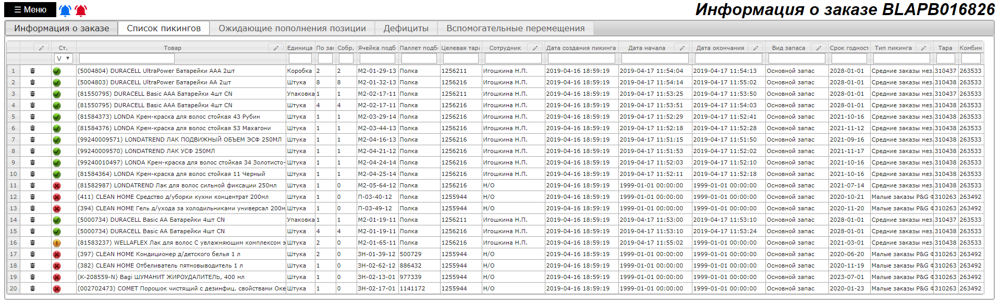 ☰ Меню
Информация о заказе BLAPB016826
Информация о заказе Список пикингов Ожидающие пополнения позиции Дефициты Вспомогательные перемещения
Ст. Товар Единица По за Собр. Ячейка подб Паллет подб Целевая тара Сотрудник Дата создания пикинга Дата начала Дата окончания Вид запаса Срок годност Тип пикинга Тара Комбин
V
1 (5004804) DURACELL UltraPower Батарейки AAA 2шт Коробка 2 2 М2-01-29-13 Полка 1256211 Игошкина Н.П. 2019-04-16 18:59:19 2019-04-17 11:54:04 2019-04-17 11:54:13 Основной запас 2028-01-01 Средние заказы мез. 310437 263533
2 (5004803) DURACELL UltraPower Батарейки AA 2шт Штука 8 8 М2-01-32-13 Полка 1256216 Игошкина Н.П. 2019-04-16 18:59:19 2019-04-17 11:54:14 2019-04-17 11:55:02 Основной запас 2028-01-01 Средние заказы мез. 310438 263533
3 (81550795) DURACELL Basic AAA Батарейки 4шт CN Упаковка 1 1 М2-02-17-11 Полка 1256211 Игошкина Н.П. 2019-04-16 18:59:19 2019-04-17 11:53:25 2019-04-17 11:53:50 Основной запас 2028-01-01 Средние заказы мез. 310437 263533
4 (81550795) DURACELL Basic AAA Батарейки 4шт CN Штука 4 4 М2-02-17-11 Полка 1256216 Игошкина Н.П. 2019-04-16 18:59:19 2019-04-17 11:53:51 2019-04-17 11:54:03 Основной запас 2028-01-01 Средние заказы мез. 310438 263533
5 (81584373) LONDA Крем-краска для волос стойкая 43 Рубин Штука 1 1 М2-03-29-14 Полка 1256216 Игошкина Н.П. 2019-04-16 18:59:19 2019-04-17 11:52:29 2019-04-17 11:52:41 Основной запас 2021-10-16 Средние заказы мез. 310438 263533
6 (81584376) LONDA Крем-краска для волос стойкая 53 Махагони Штука 1 1 М2-03-44-13 Полка 1256216 Игошкина Н.П. 2019-04-16 18:59:19 2019-04-17 11:52:18 2019-04-17 11:52:28 Основной запас 2021-11-12 Средние заказы мез. 310438 263533
7 (99240009571) LONDATREND ЛАК ПОДВИЖНЫЙ ОБЪЕМ ЭСФ 250МЛ Штука 1 1 М2-04-16-13 Полка 1256216 Игошкина Н.П. 2019-04-16 18:59:19 2019-04-17 11:51:15 2019-04-17 11:51:50 Основной запас 2021-09-16 Средние заказы мез. 310438 263533
8 (99240009570) LONDATREND ЛАК УСФ 250МЛ Штука 1 1 М2-04-21-12 Полка 1256216 Игошкина Н.П. 2019-04-16 18:59:19 2019-04-17 11:51:53 2019-04-17 11:52:02 Основной запас 2021-11-17 Средние заказы мез. 310438 263533
9 (99240010497) LONDA Крем-краска для волос стойкая 34 Золотисто- Штука 1 1 М2-04-24-14 Полка 1256216 Игошкина Н.П. 2019-04-16 18:59:19 2019-04-17 11:52:03 2019-04-17 11:52:10 Основной запас 2021-10-16 Средние заказы мез. 310438 263533
10 (81584364) LONDA Крем-краска для волос стойкая 11 Черный Штука 1 1 М2-04-25-14 Полка 1256216 Игошкина Н.П. 2019-04-16 18:59:19 2019-04-17 11:52:11 2019-04-17 11:52:18 Основной запас 2021-10-16 Средние заказы мез. 310438 263533
11 (81582987) LONDATREND Лак для волос сильной фиксации 250мл Штука 1 0 М2-05-64-12 Полка 1256216 Н/О 2019-04-16 18:59:19 1999-01-01 00:00:00 1999-01-01 00:00:00 Основной запас 2021-07-14 Средние заказы мез. 310438 263533
12 (411) CLEAN HOME Средство д/уборки кухни концентрат 200мл Штука 1 0 П-03-40-12 Полка 1255944 Н/О 2019-04-16 18:59:19 1999-01-01 00:00:00 1999-01-01 00:00:00 Основной запас 2020-10-21 Малые заказы P&G Ф 310263 263492
13 (394) CLEAN HOME Гель д/ухода за холодильниками универсал 200м Штука 1 0 П-03-49-12 Полка 1255944 Н/О 2019-04-16 18:59:19 1999-01-01 00:00:00 1999-01-01 00:00:00 Основной запас 2020-11-20 Малые заказы P&G Ф 310263 263492
14 (5000734) DURACELL Basic AA Батарейки 4шт CN Упаковка 1 1 М2-01-19-11 Полка 1256211 Игошкина Н.П. 2019-04-16 18:59:19 2019-04-17 11:53:00 2019-04-17 11:53:10 Основной запас 2028-01-01 Средние заказы мез. 310437 263533
15 (5000734) DURACELL Basic AA Батарейки 4шт CN Штука 4 4 М2-01-19-11 Полка 1256216 Игошкина Н.П. 2019-04-16 18:59:19 2019-04-17 11:53:10 2019-04-17 11:53:24 Основной запас 2028-01-01 Средние заказы мез. 310438 263533
16 (81583237) WELLAFLEX Лак для волос С увлажняющим комплексом э Штука 2 0 М2-01-65-11 Полка 1256216 Игошкина Н.П. 2019-04-16 18:59:19 2019-04-17 11:55:02 1999-01-01 00:00:00 Основной запас 2021-03-01 Средние заказы мез. 310438 263533
17 (397) CLEAN HOME Кондиционер д/детского белья 1 л Штука 2 0 ЗН-01-39-12 500729 1255944 Н/О 2019-04-16 18:59:19 1999-01-01 00:00:00 1999-01-01 00:00:00 Основной запас 2020-06-20 Малые заказы P&G Ф 310263 263492
18 (382) CLEAN HOME Отбеливатель пятновыводитель 1 л Штука 1 0 ЗН-02-62-12 886432 1255944 Н/О 2019-04-16 18:59:19 1999-01-01 00:00:00 1999-01-01 00:00:00 Основной запас 2020-11-19 Малые заказы P&G Ф 310263 263492
19 (K-208559-N) Bagi ШУМАНИТ ЖИРОУДАЛИТЕЛЬ, 400 мл Штука 1 0 ЗН-02-13-01 977339 1255944 Н/О 2019-04-16 18:59:19 1999-01-01 00:00:00 1999-01-01 00:00:00 Основной запас 2023-07-01 Малые заказы P&G Ф 310263 263492
20 (002702473) COMET Порошок чистящий с дезинфиц. свойствами Оке Штука 1 0 ЗН-02-17-01 1141172 1255944 Н/О 2019-04-16 18:59:19 1999-01-01 00:00:00 1999-01-01 00:00:00 Основной запас 2020-01-23 Малые заказы P&G Ф 310263 263492